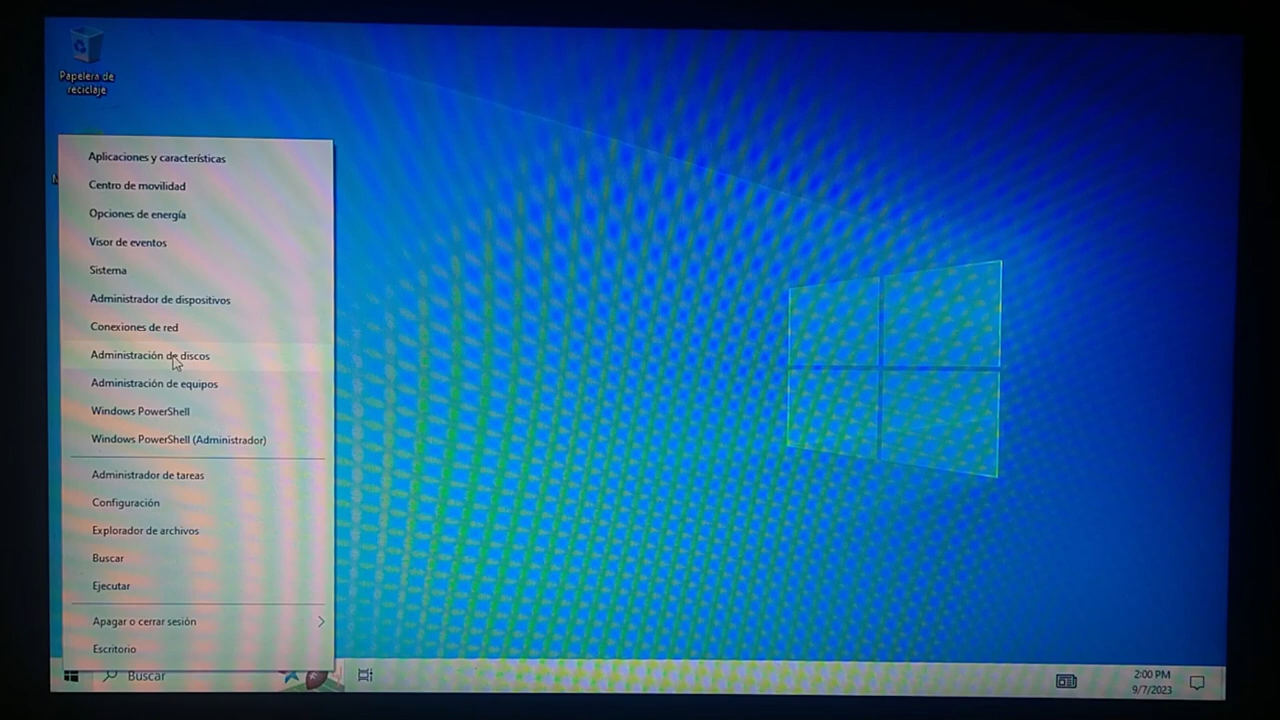 Papelera de
reciclaje
Aplicaciones y características
Centro de movilidad
Opciones de energía
Visor de eventos
Sistema
Administrador de dispositivos
Conexiones de red
Administración de discos
Administración de equipos
Windows PowerShell
Windows PowerShell (Administrador)
Administrador de tareas
Configuración
Explorador de archivos
Buscar
Ejecutar
Apagar o cerrar sesión
Escritorio
Buscar
2:00 PM
9/7/2023